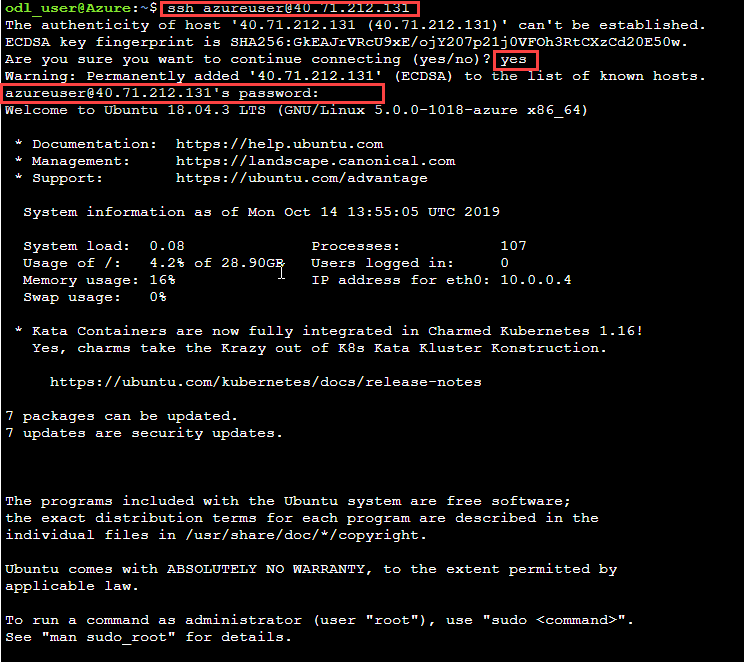 odl_user@Azure:~$ ssh azureuser@40.71.212.131
The authenticity of host '40.71.212.131 (40.71.212.131)' can't be established.
ECDSA key fingerprint is SHA256:GkEAJrVRcU9xE/ojY207p21j0VFOh3RtCXzCd20E50w.
Are you sure you want to continue connecting (yes/no)? yes
Warning: Permanently added '40.71.212.131' (ECDSA) to the list of known hosts.
azureuser@40.71.212.131's password:
Welcome to Ubuntu 18.04.3 LTS (GNU/Linux 5.0.0-1018-azure x86_64)
* Documentation:  https://help.ubuntu.com
* Management:     https://landscape.canonical.com
* Support:        https://ubuntu.com/advantage
System information as of Mon Oct 14 13:55:05 UTC 2019
System load:  0.08              Processes:           107
Usage of /:   4.2% of 28.90GB   Users logged in:     0
Memory usage: 16%               IP address for eth0: 10.0.0.4
Swap usage:   0%
* Kata Containers are now fully integrated in Charmed Kubernetes 1.16!
Yes, charms take the Krazy out of K8s Kata Kluster Konstruction.
https://ubuntu.com/kubernetes/docs/release-notes
7 packages can be updated.
7 updates are security updates.
The programs included with the Ubuntu system are free software;
the exact distribution terms for each program are described in the
individual files in /usr/share/doc/*/copyright.
Ubuntu comes with ABSOLUTELY NO WARRANTY, to the extent permitted by
applicable law.
To run a command as administrator (user "root"), use "sudo <command>".
See "man sudo_root" for details.